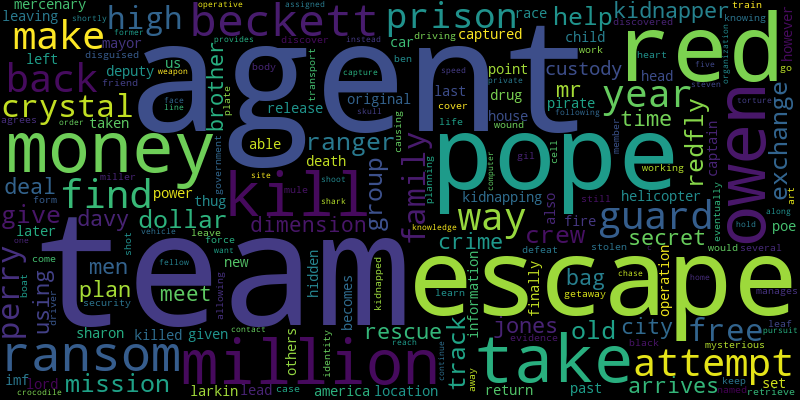 mercenary shortly operative assigned
leaving former
high beckett prison race help kidnapper discovered knowing train
make mayor disguised discover instead car driving captured child work red however
provides ben
agent
back left deputy us friend brother transport body capture speed private point drug custody heart head mr pirate five steven organization go
crystal face line weapon plate release original last cover house wound year torture
agrees order taken skull causing life
money able ranger pope time redfly captain owen exchange
deal miller power government site death cell member working
form thug mule shoot group family planning gil computer kidnapping still following art
find kill shark way also helicopter along
give davy dollar dimension knowledge crew fire guard secret hold poe
later vehicle leave crime stolen defeat would eventually several
team escape
perry using men force want new hidden becomes kidnapped finally bag getaway operation chase home manages
come plan meet allowing learn information
boat driver security shot fellow one
sharon killed given contact others identity rescue jones evidence old city free leaf pursuit
ransom million reach track black mysterious
imf lord mission larkin lead case america location continue away take attempt
crocodile return past arrives keep named set retrieve